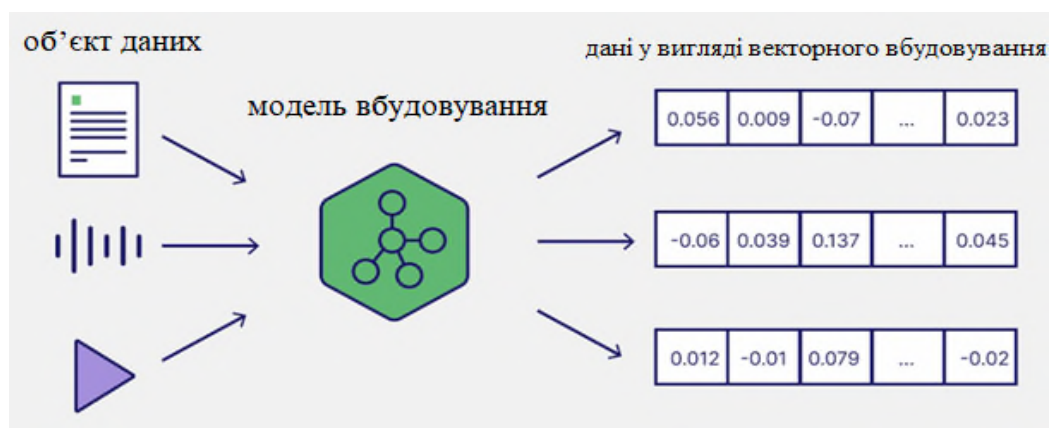 об’єкт даних
дані у вигляді векторного вбудовування
модель вбудовування
0.056 0.009 -0.07 ... 0.023
-0.06 0.039 0.137 ... 0.045
0.012 -0.01 0.079 ... -0.02